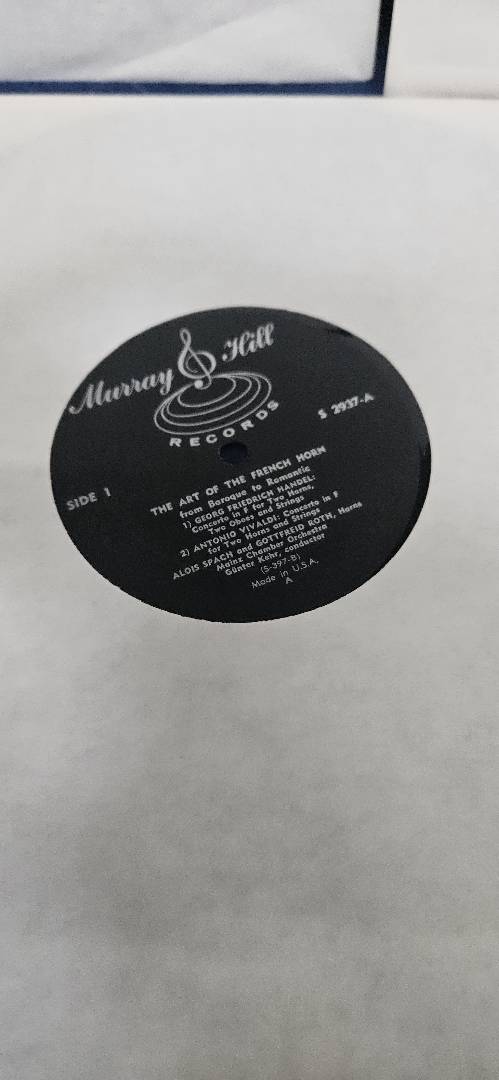 Murray Hill
RECORDS
S 2937-A
SIDE 1
THE ART OF THE FRENCH HORN
from Baroque to Romantic
1) GEORG FRIEDRICH HANDEL:
Concerto in F for Two Horns,
Two Oboes and Strings
2) ANTONIO VIVALDI: Concerto in F
for Two Horns and Strings
ALOIS SPACH and GOTTFREID ROTH, Horns
Mainz Chamber Orchestra
Günter Kehr, conductor
(S-397-B)
Made in U.S.A.
A